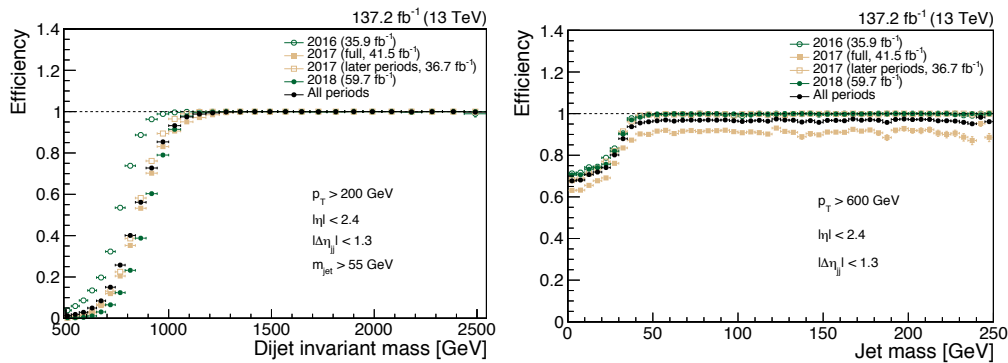 137.2 fb⁻¹ (13 TeV)
Efficiency
1.4
1.2
1
0.8
0.6
0.4
0.2
0
2016 (35.9 fb⁻¹)
2017 (full, 41.5 fb⁻¹)
2017 (later periods, 36.7 fb⁻¹)
2018 (59.7 fb⁻¹)
All periods
p_T > 200 GeV
|η| < 2.4
|Δη_jj| < 1.3
m_jet > 55 GeV
500 1000 1500 2000 2500
Dijet invariant mass [GeV]
137.2 fb⁻¹ (13 TeV)
Efficiency
1.4
1.2
1
0.8
0.6
0.4
0.2
0
2016 (35.9 fb⁻¹)
2017 (full, 41.5 fb⁻¹)
2017 (later periods, 36.7 fb⁻¹)
2018 (59.7 fb⁻¹)
All periods
p_T > 600 GeV
|η| < 2.4
|Δη_jj| < 1.3
0 50 100 150 200 250
Jet mass [GeV]